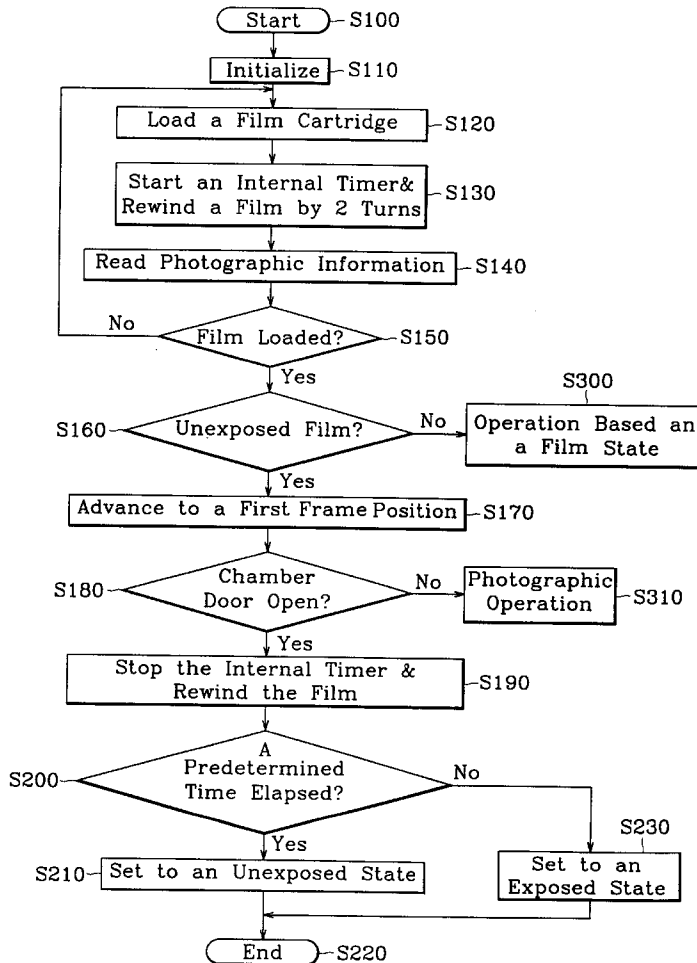 Start
S100
Initialize
S110
Load a Film Cartridge
S120
Start an Internal Timer&
Rewind a Film by 2 Turns
S130
Read Photographic Information
S140
Film Loaded?
S150
No
Yes
S160
Unexposed Film?
No
S300
Operation Based an
a Film State
Yes
Advance to a First Frame Position
S170
S180
Chamber
Door Open?
No
Photographic
Operation
S310
Yes
Stop the Internal Timer &
Rewind the Film
S190
S200
A
Predetermined
Time Elapsed?
No
Yes
S230
S210
Set to an Unexposed State
Set to an
Exposed State
End
S220